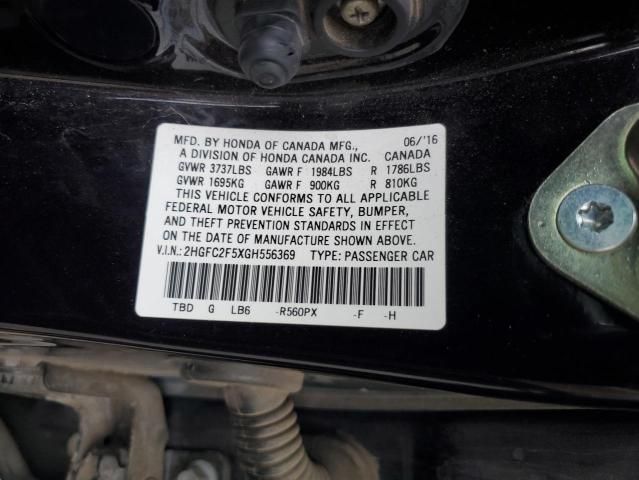 MFD. BY HONDA OF CANADA MFG., 06/'16
A DIVISION OF HONDA CANADA INC. CANADA
GVWR 3737LBS GAWR F 1984LBS R 1786LBS
GVWR 1695KG GAWR F 900KG R 810KG
THIS VEHICLE CONFORMS TO ALL APPLICABLE
FEDERAL MOTOR VEHICLE SAFETY, BUMPER,
AND THEFT PREVENTION STANDARDS IN EFFECT
ON THE DATE OF MANUFACTURE SHOWN ABOVE.
V.I.N.: 2HGFC2F5XGH556369 TYPE: PASSENGER CAR
TBD G LB6 -R560PX -F -H